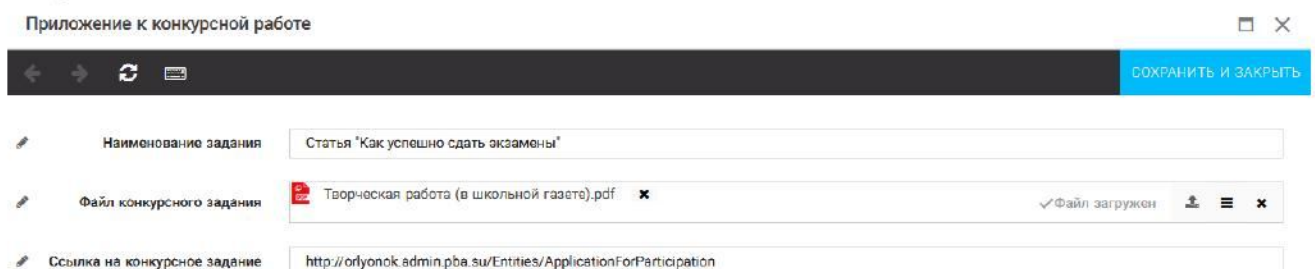 Приложение к конкурсной работе
СОХРАНИТЬ И ЗАКРЫТЬ
Наименование задания Статья "Как успешно сдать экзамены"
Файл конкурсного задания Творческая работа (в школьной газете).pdf Файл загружен
Ссылка на конкурсное задание http://orlyonok.admin.pba.su/Entities/ApplicationForParticipation